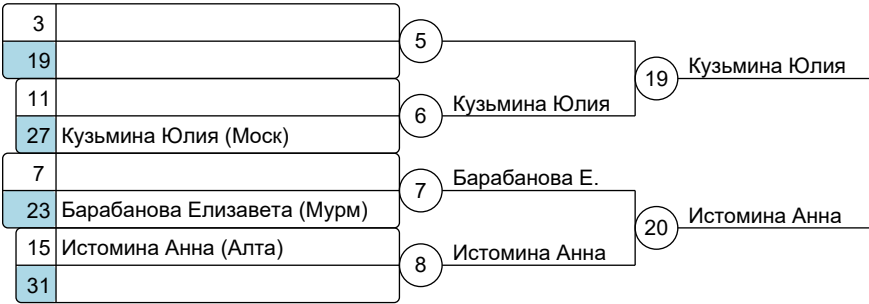 3
19
5
11
27 Кузьмина Юлия (Моск)
6 Кузьмина Юлия
19 Кузьмина Юлия
7
23 Барабанова Елизавета (Мурм)
7 Барабанова Е.
15 Истомина Анна (Алта)
31
8 Истомина Анна
20 Истомина Анна